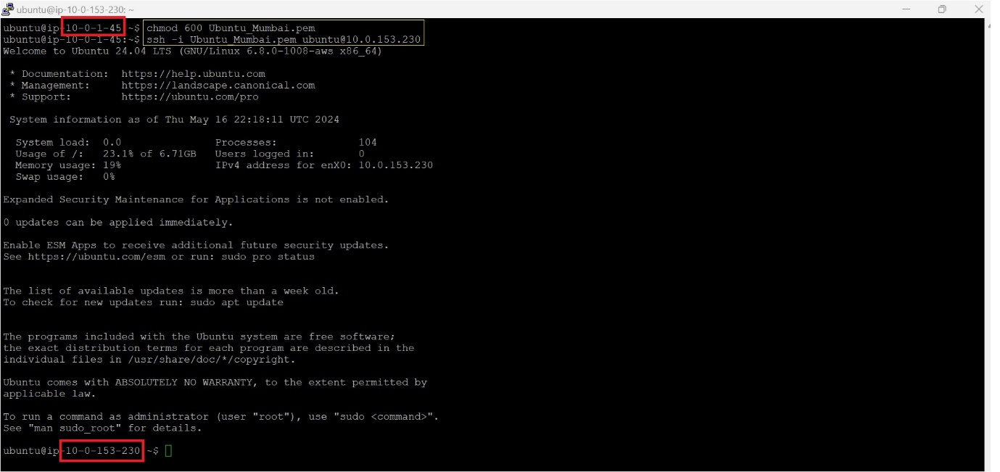 ubuntu@ip-10-0-153-230: ~
ubuntu@ip-10-0-1-45:~$ chmod 600 Ubuntu_Mumbai.pem
ubuntu@ip-10-0-1-45:~$ ssh -i Ubuntu_Mumbai.pem ubuntu@10.0.153.230
Welcome to Ubuntu 24.04 LTS (GNU/Linux 6.8.0-1008-aws x86_64)
* Documentation: https://help.ubuntu.com
* Management: https://landscape.canonical.com
* Support: https://ubuntu.com/pro
System information as of Thu May 16 22:18:11 UTC 2024
System load: 0.0 Processes: 104
Usage of /: 23.1% of 6.71GB Users logged in: 0
Memory usage: 19% IPv4 address for enX0: 10.0.153.230
Swap usage: 0%
Expanded Security Maintenance for Applications is not enabled.
0 updates can be applied immediately.
Enable ESM Apps to receive additional future security updates.
See https://ubuntu.com/esm or run: sudo pro status
The list of available updates is more than a week old.
To check for new updates run: sudo apt update
The programs included with the Ubuntu system are free software;
the exact distribution terms for each program are described in the
individual files in /usr/share/doc/*/copyright.
Ubuntu comes with ABSOLUTELY NO WARRANTY, to the extent permitted by
applicable law.
To run a command as administrator (user "root"), use "sudo <command>".
See "man sudo_root" for details.
ubuntu@ip-10-0-153-230:~$